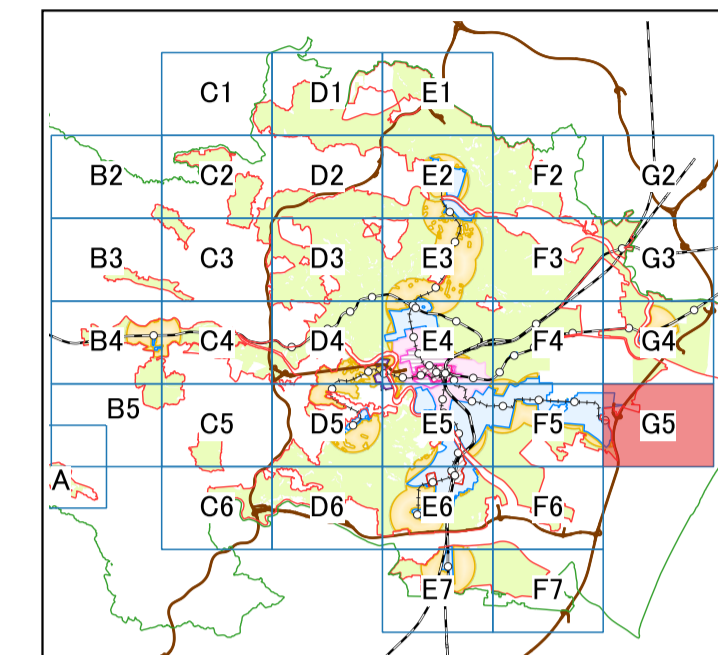 C1 D1 E1
B2 C2 D2 E2 F2 G2
B3 C3 D3 E3 F3 G3
B4 C4 D4 E4 F4 G4
B5 C5 D5 E5 F5 G5
A C6 D6 E6 F6
E7 F7